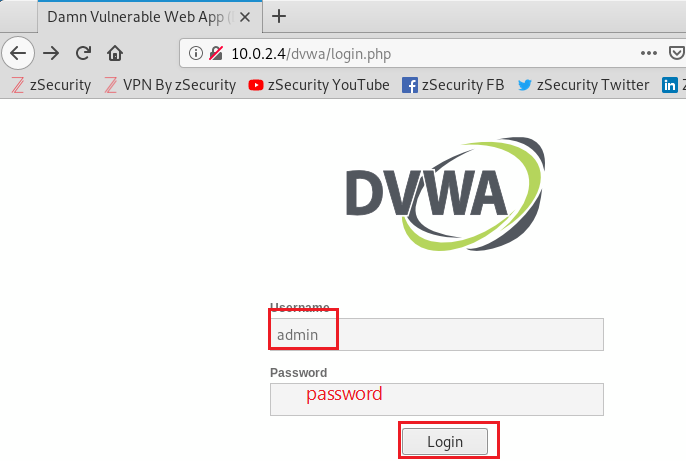 Damn Vulnerable Web App (
10.0.2.4/dvwa/login.php
zSecurity VPN By zSecurity zSecurity YouTube zSecurity FB zSecurity Twitter
DVWA
Username
admin
Password
password
Login